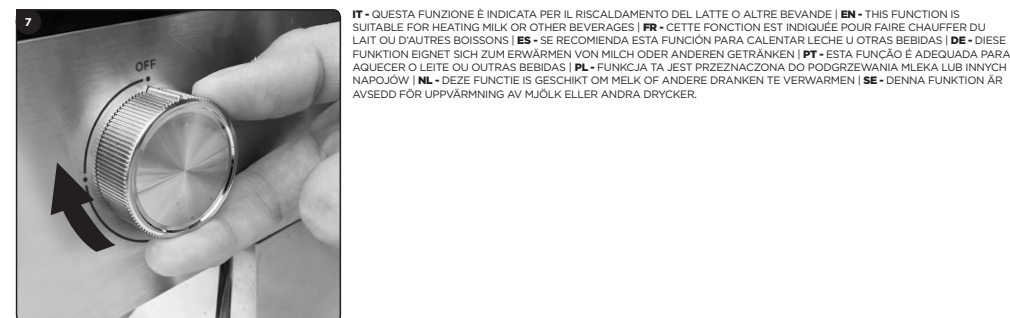 7
OFF
IT - QUESTA FUNZIONE È INDICATA PER IL RISCALDAMENTO DEL LATTE O ALTRE BEVANDE | EN - THIS FUNCTION IS
SUITABLE FOR HEATING MILK OR OTHER BEVERAGES | FR - CETTE FONCTION EST INDIQUÉE POUR FAIRE CHAUFFER DU
LAIT OU D'AUTRES BOISSONS | ES - SE RECOMIENDA ESTA FUNCIÓN PARA CALENTAR LECHE U OTRAS BEBIDAS | DE - DIESE
FUNKTION EIGNET SICH ZUM ERWÄRMEN VON MILCH ODER ANDEREN GETRÄNKEN | PT - ESTA FUNÇÃO É ADEQUADA PARA
AQUECER O LEITE OU OUTRAS BEBIDAS | PL - FUNKCJA TA JEST PRZEZNACZONA DO PODGRZEWANIA MLEKA LUB INNYCH
NAPOJÓW | NL - DEZE FUNCTIE IS GESCHIKT OM MELK OF ANDERE DRANKEN TE VERWARMEN | SE - DENNA FUNKTION ÄR
AVSEDD FÖR UPPVÄRMNING AV MJÖLK ELLER ANDRA DRYCKER.